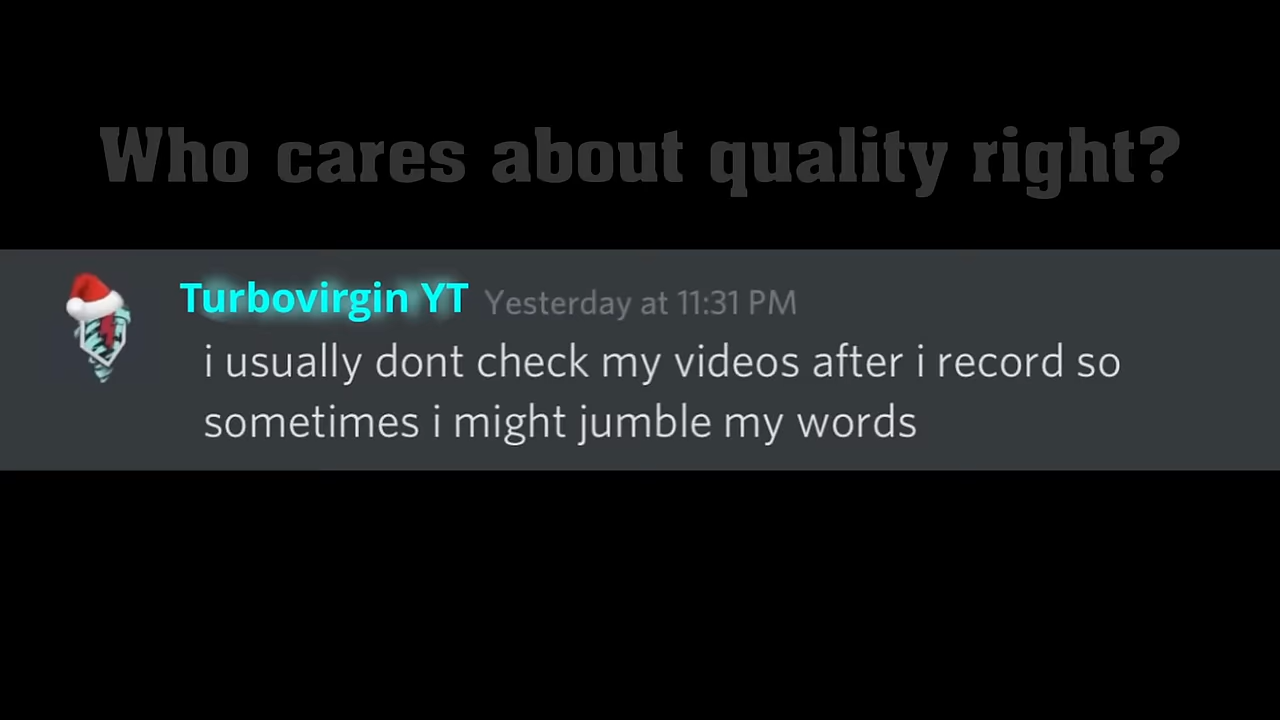 Who cares about quality right?
Turbovirgin YT Yesterday at 11:31 PM
i usually dont check my videos after i record so
sometimes i might jumble my words